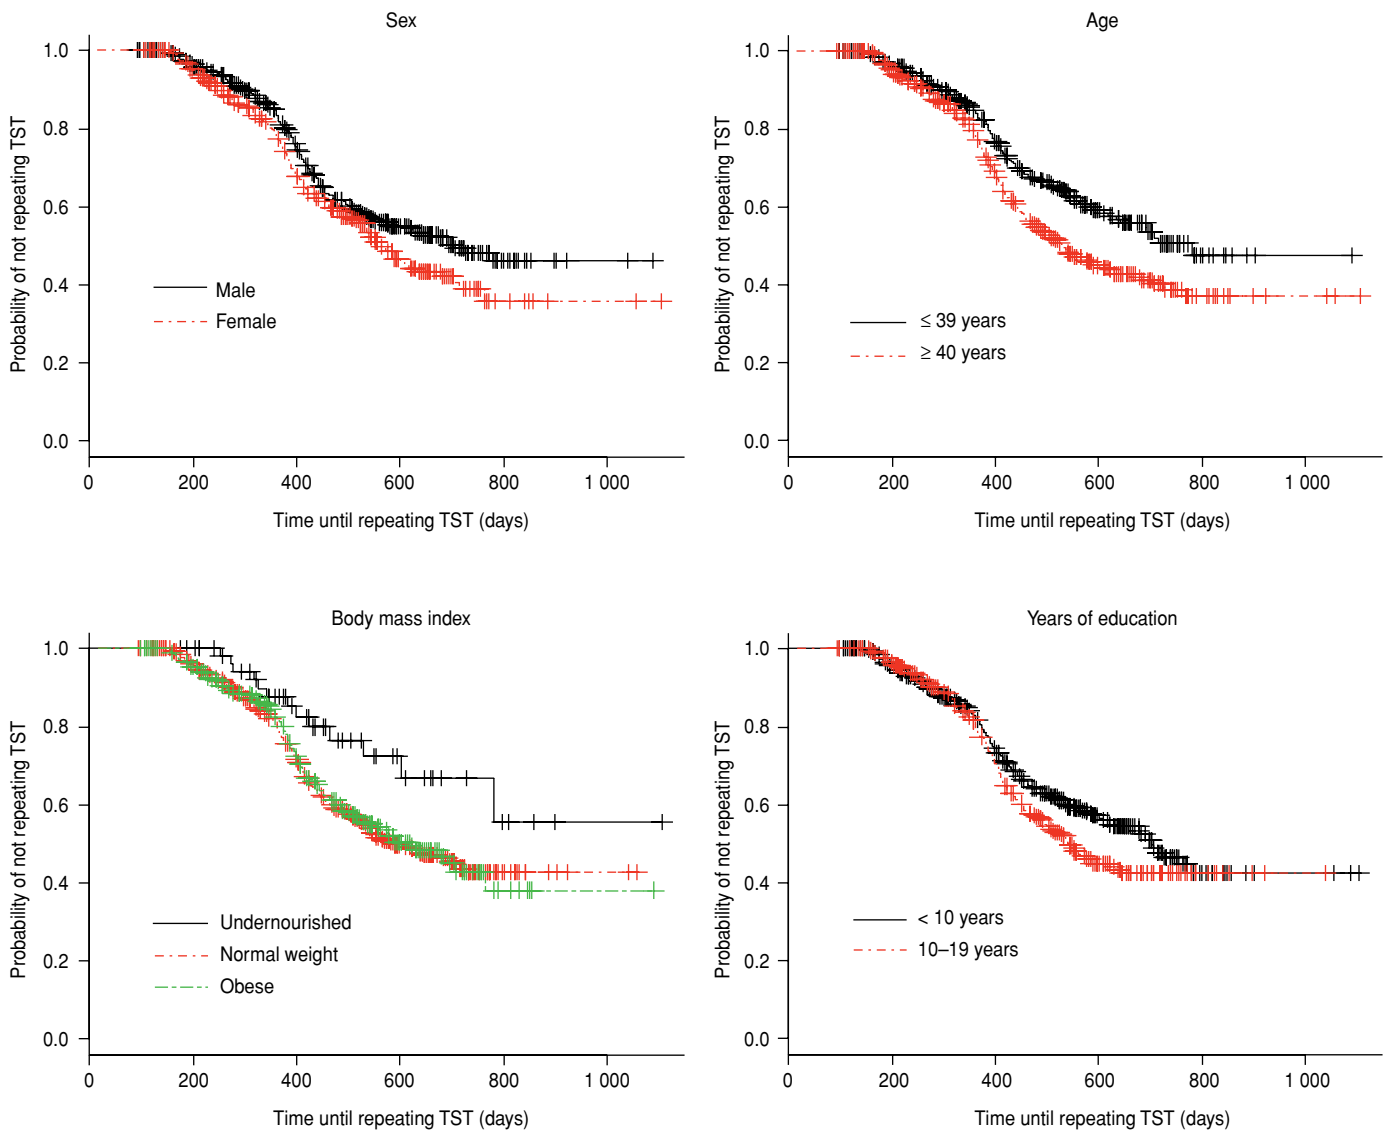 Sex
Probability of not repeating TST
1.0
0.8
0.6
0.4
0.2
0.0
Male
Female
0 200 400 600 800 1 000
Time until repeating TST (days)
Age
Probability of not repeating TST
1.0
0.8
0.6
0.4
0.2
0.0
≤ 39 years
≥ 40 years
0 200 400 600 800 1 000
Time until repeating TST (days)
Body mass index
Probability of not repeating TST
1.0
0.8
0.6
0.4
0.2
0.0
Undernourished
Normal weight
Obese
0 200 400 600 800 1 000
Time until repeating TST (days)
Years of education
Probability of not repeating TST
1.0
0.8
0.6
0.4
0.2
0.0
< 10 years
10–19 years
0 200 400 600 800 1 000
Time until repeating TST (days)